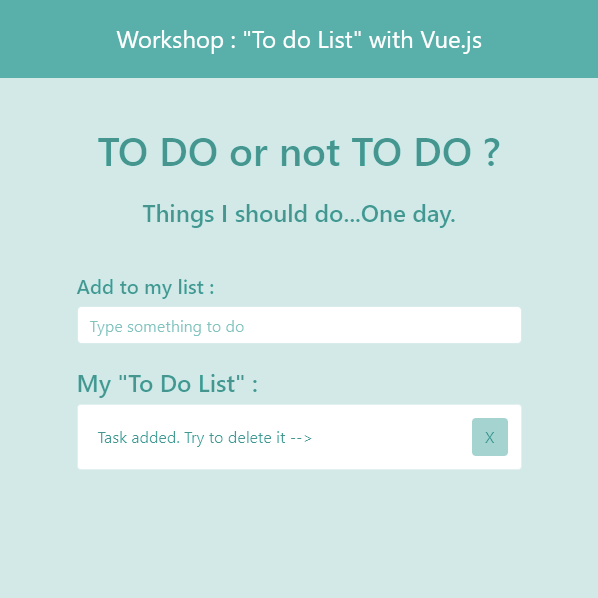 Workshop : "To do List" with Vue.js
TO DO or not TO DO ?
Things I should do...One day.
Add to my list :
Type something to do
My "To Do List" :
Task added. Try to delete it -->
X